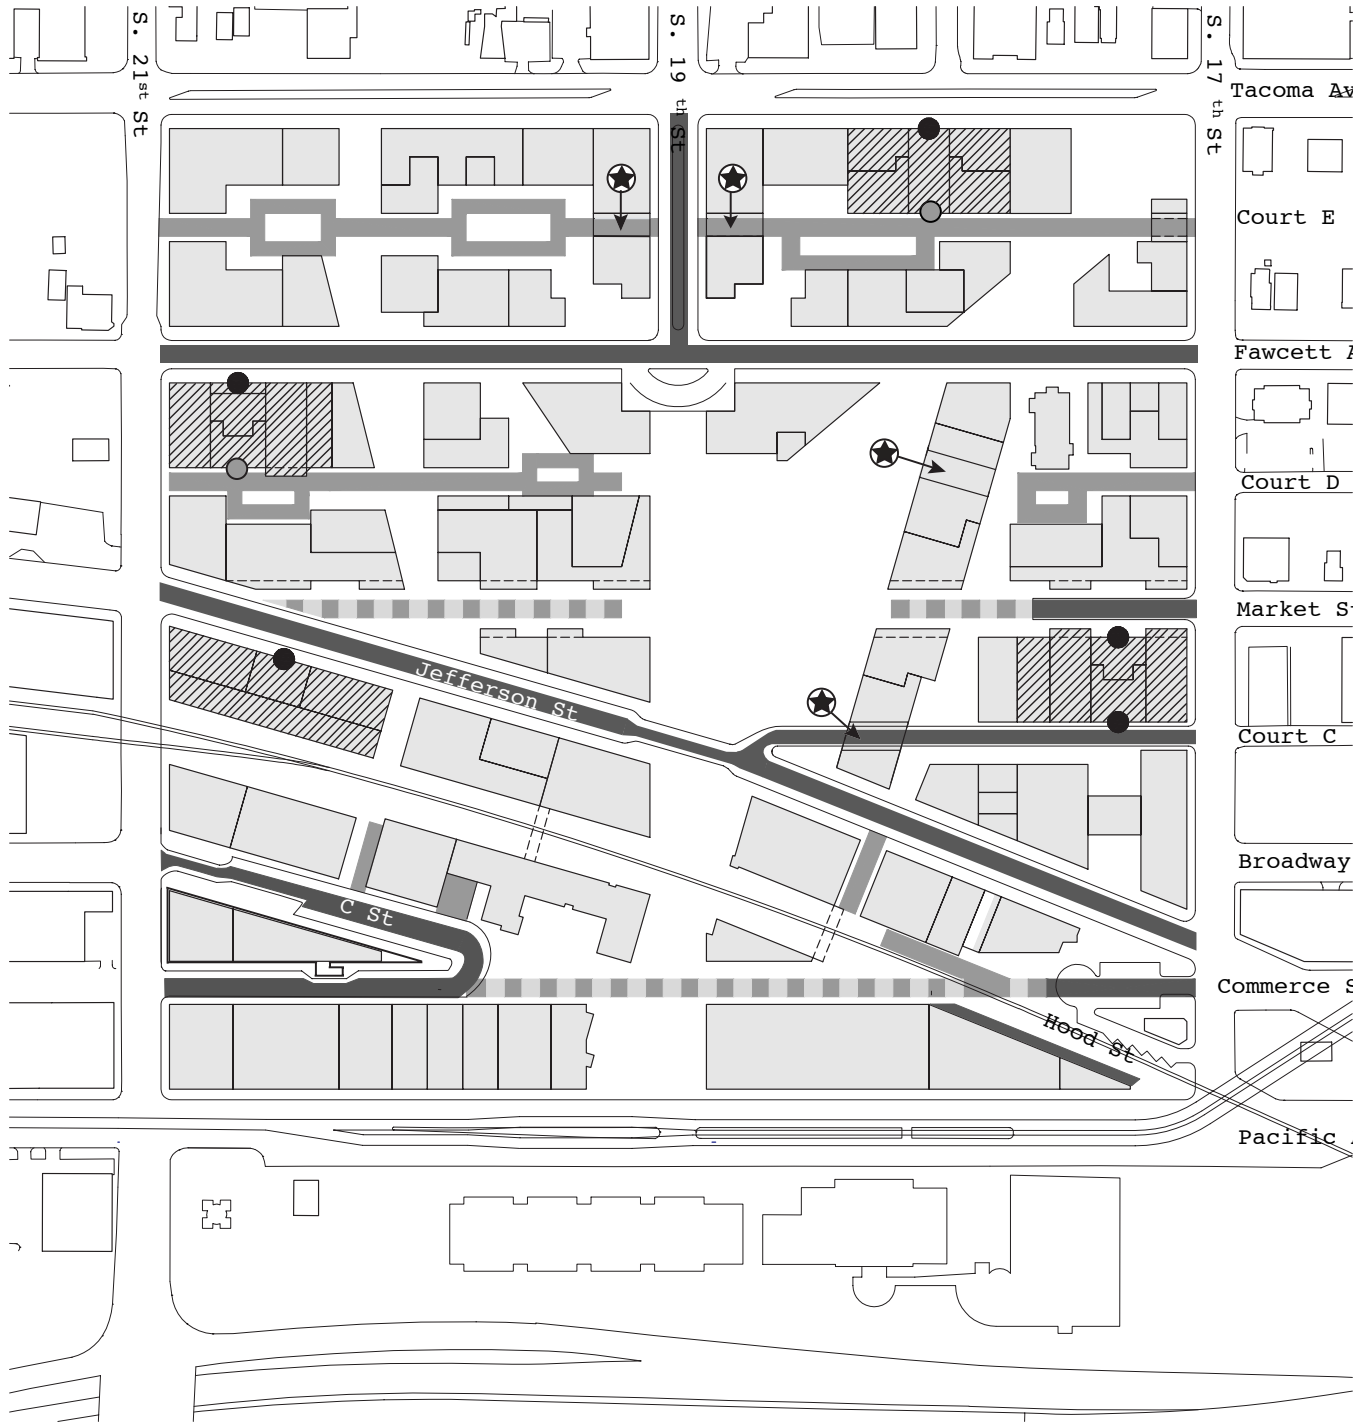 S. 21st St
S. 19 th St
S. 17 th St
Tacoma Av
Court E
Fawcett A
Court D
Market St
Jefferson St
Court C
Broadway
C St
Commerce S
Hood St
Pacific A